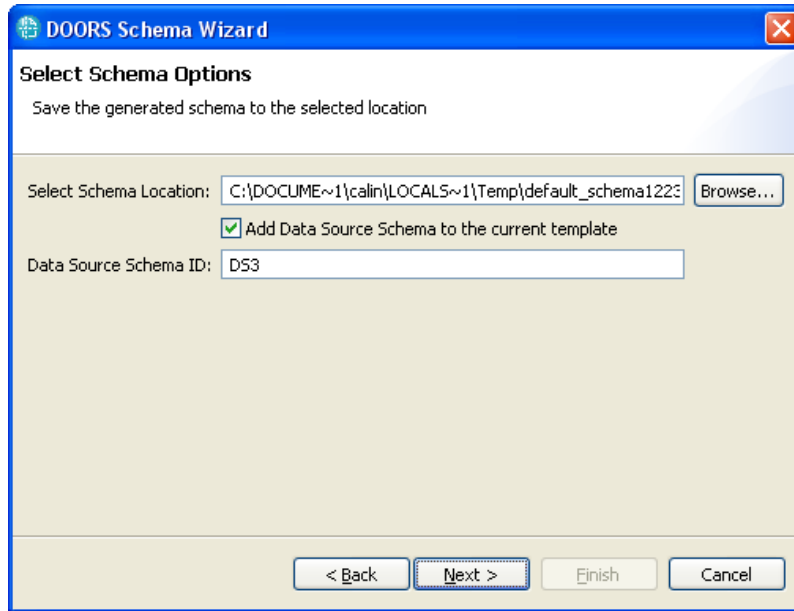 DOORS Schema Wizard
Select Schema Options
Save the generated schema to the selected location
Select Schema Location: C:\DOCUME~1\calin\LOCALS~1\Temp\default_schema1223 Browse...
Add Data Source Schema to the current template
Data Source Schema ID: DS3
< Back Next > Finish Cancel